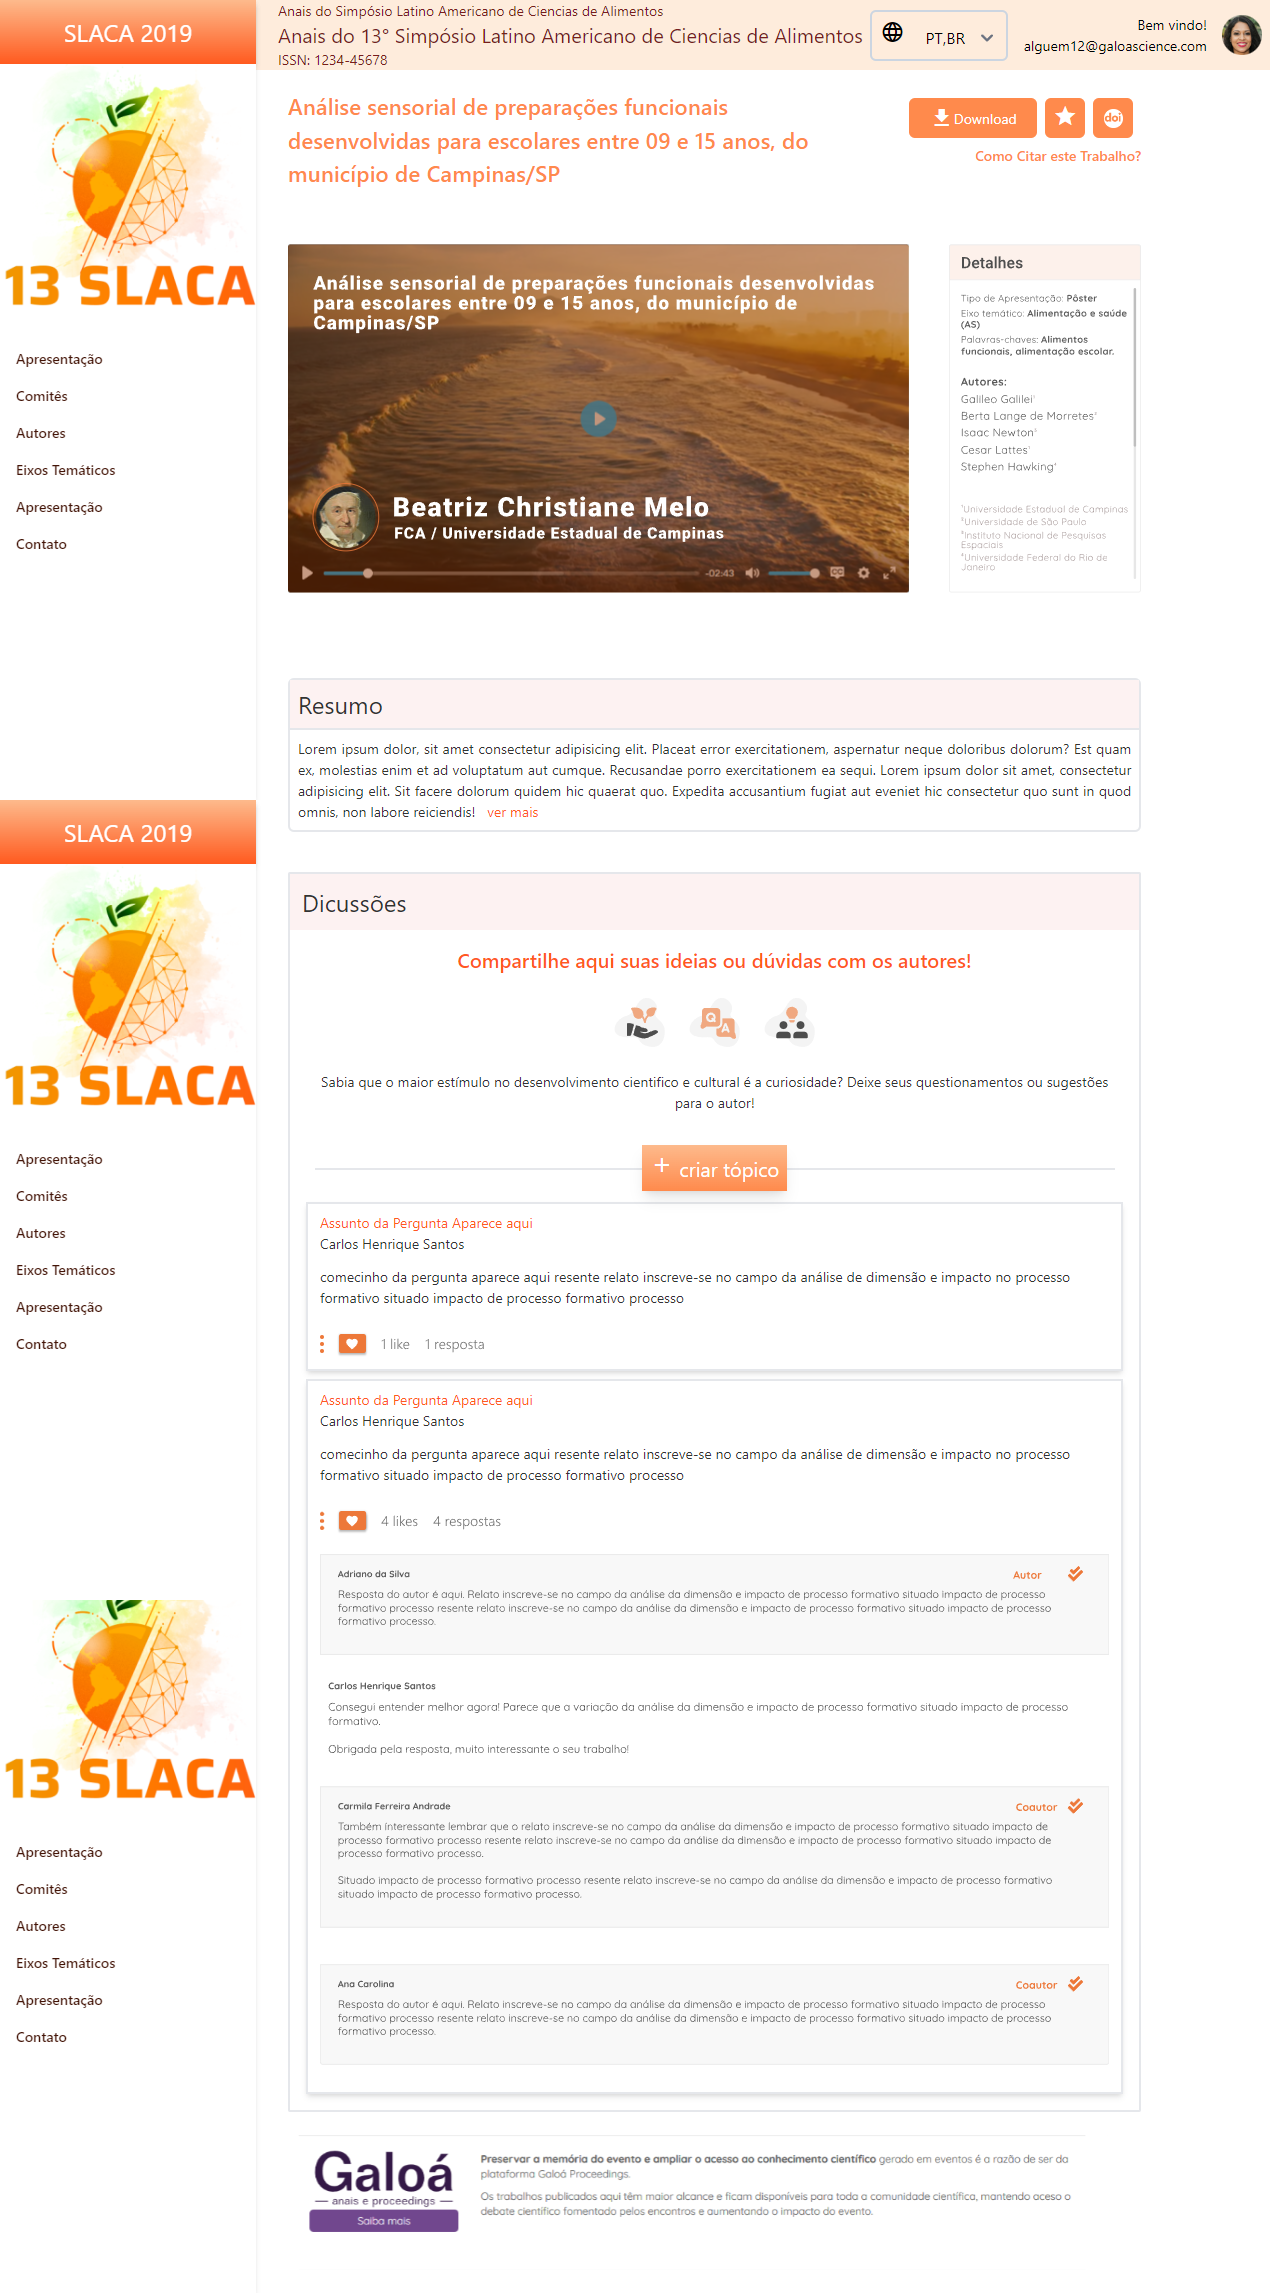 SLACA 2019
13 SLACA
Apresentação
Comitês
Autores
Eixos Temáticos
Apresentação
Contato
SLACA 2019
13 SLACA
Apresentação
Comitês
Autores
Eixos Temáticos
Apresentação
Contato
13 SLACA
Apresentação
Comitês
Autores
Eixos Temáticos
Apresentação
Contato
Anais do Simpósio Latino Americano de Ciencias de Alimentos
Anais do 13° Simpósio Latino Americano de Ciencias de Alimentos
ISSN: 1234-45678
PT,BR
Bem vindo!
alguem12@galoascience.com
Análise sensorial de preparações funcionais
desenvolvidas para escolares entre 09 e 15 anos, do
município de Campinas/SP
Download
doi
Como Citar este Trabalho?
Análise sensorial de preparações funcionais desenvolvidas
para escolares entre 09 e 15 anos, do município de
Campinas/SP
Beatriz Christiane Melo
FCA / Universidade Estadual de Campinas
-02:43
Detalhes
Tipo de Apresentação: Pôster
Eixo temático: Alimentação e saúde
(AS)
Palavras-chaves: Alimentos
funcionais, alimentação escolar.
Autores:
Galileo Galilei
Berta Lange de Morretes
Isaac Newton
Cesar Lattes
Stephen Hawking
Universidade Estadual de Campinas
Universidade de São Paulo
Instituto Nacional de Pesquisas
Espaciais
Universidade Federal do Rio de
Janeiro
Resumo
Lorem ipsum dolor, sit amet consectetur adipisicing elit. Placeat error exercitationem, aspernatur neque doloribus dolorum? Est quam
ex, molestias enim et ad voluptatum aut cumque. Recusandae porro exercitationem ea sequi. Lorem ipsum dolor sit amet, consectetur
adipisicing elit. Sit facere dolorum quidem hic quaerat quo. Expedita accusantium fugiat aut eveniet hic consectetur quo sunt in quod
omnis, non labore reiciendis! ver mais
Dicussões
Compartilhe aqui suas ideias ou dúvidas com os autores!
Q
A
Sabia que o maior estímulo no desenvolvimento cientifico e cultural é a curiosidade? Deixe seus questionamentos ou sugestões
para o autor!
+ criar tópico
Assunto da Pergunta Aparece aqui
Carlos Henrique Santos
comecinho da pergunta aparece aqui resente relato inscreve-se no campo da análise de dimensão e impacto no processo
formativo situado impacto de processo formativo processo
1 like 1 resposta
Assunto da Pergunta Aparece aqui
Carlos Henrique Santos
comecinho da pergunta aparece aqui resente relato inscreve-se no campo da análise de dimensão e impacto no processo
formativo situado impacto de processo formativo processo
4 likes 4 respostas
Adriano da Silva
Autor
Resposta do autor é aqui. Relato inscreve-se no campo da análise da dimensão e impacto de processo formativo situado impacto de processo
formativo processo resente relato inscreve-se no campo da análise da dimensão e impacto de processo formativo situado impacto de processo
formativo processo.
Carlos Henrique Santos
Consegui entender melhor agora! Parece que a variação da análise da dimensão e impacto de processo formativo situado impacto de processo
formativo.
Obrigada pela resposta, muito interessante o seu trabalho!
Carmila Ferreira Andrade
Coautor
Também interessante lembrar que o relato inscreve-se no campo da análise da dimensão e impacto de processo formativo situado impacto de
processo formativo processo resente relato inscreve-se no campo da análise da dimensão e impacto de processo formativo situado impacto de
processo formativo processo.
Situado impacto de processo formativo processo resente relato inscreve-se no campo da análise da dimensão e impacto de processo formativo
situado impacto de processo formativo processo.
Ana Carolina
Coautor
Resposta do autor é aqui. Relato inscreve-se no campo da análise da dimensão e impacto de processo formativo situado impacto de processo
formativo processo resente relato inscreve-se no campo da análise da dimensão e impacto de processo formativo situado impacto de processo
formativo processo.
Galoá
anais e proceedings
Saiba mais
Preservar a memória do evento e ampliar o acesso ao conhecimento científico gerado em eventos é a razão de ser da
plataforma Galoá Proceedings.
Os trabalhos publicados aqui têm maior alcance e ficam disponíveis para toda a comunidade científica, mantendo aceso o
debate científico fomentado pelos encontros e aumentando o impacto do evento.